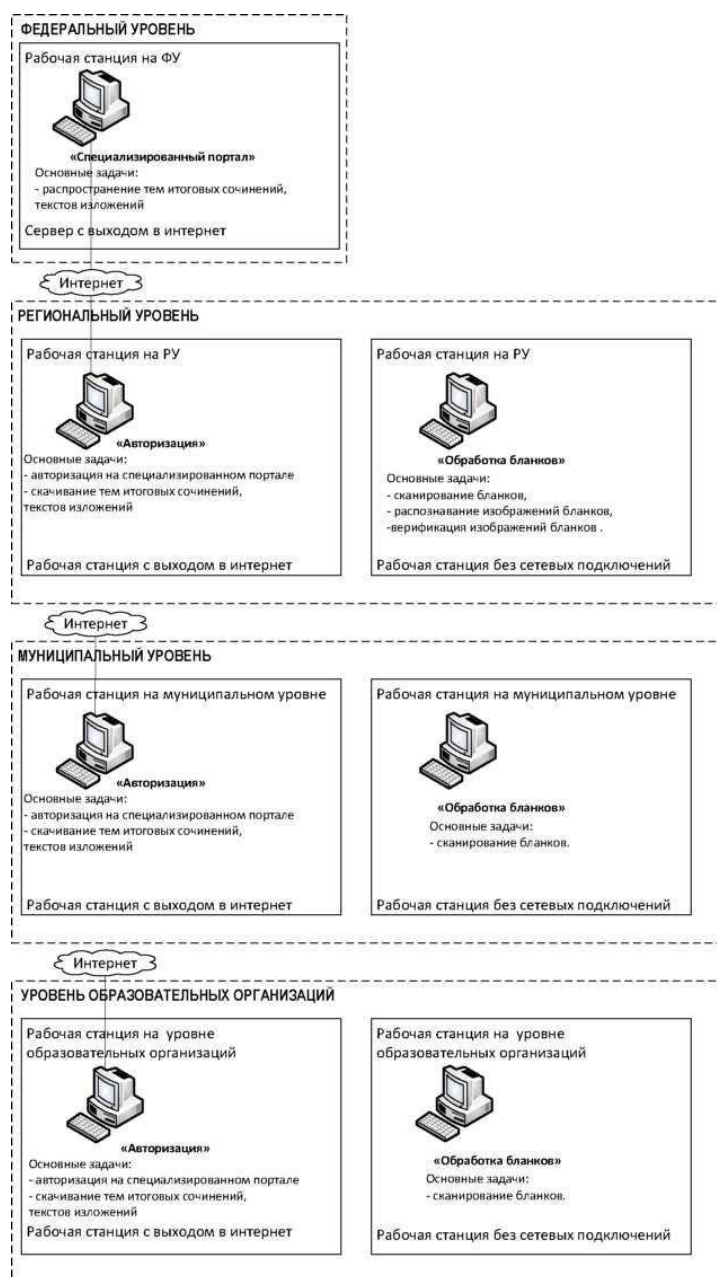 ФЕДЕРАЛЬНЫЙ УРОВЕНЬ
Рабочая станция на ФУ
«Специализированный портал»
Основные задачи:
- распространение тем итоговых сочинений,
текстов изложений
Сервер с выходом в интернет
Интернет
РЕГИОНАЛЬНЫЙ УРОВЕНЬ
Рабочая станция на РУ
«Авторизация»
Основные задачи:
- авторизация на специализированном портале
- скачивание тем итоговых сочинений,
текстов изложений
Рабочая станция с выходом в интернет
Рабочая станция на РУ
«Обработка бланков»
Основные задачи:
- сканирование бланков,
- распознавание изображений бланков,
-верификация изображений бланков .
Рабочая станция без сетевых подключений
Интернет
МУНИЦИПАЛЬНЫЙ УРОВЕНЬ
Рабочая станция на муниципальном уровне
«Авторизация»
Основные задачи:
- авторизация на специализированном портале
- скачивание тем итоговых сочинений,
текстов изложений
Рабочая станция с выходом в интернет
Рабочая станция на муниципальном уровне
«Обработка бланков»
Основные задачи:
- сканирование бланков.
Рабочая станция без сетевых подключений
Интернет
УРОВЕНЬ ОБРАЗОВАТЕЛЬНЫХ ОРГАНИЗАЦИЙ
Рабочая станция на уровне
образовательных организаций
«Авторизация»
Основные задачи:
- авторизация на специализированном портале
- скачивание тем итоговых сочинений,
текстов изложений
Рабочая станция с выходом в интернет
Рабочая станция на уровне
образовательных организаций
«Обработка бланков»
Основные задачи:
- сканирование бланков.
Рабочая станция без сетевых подключений